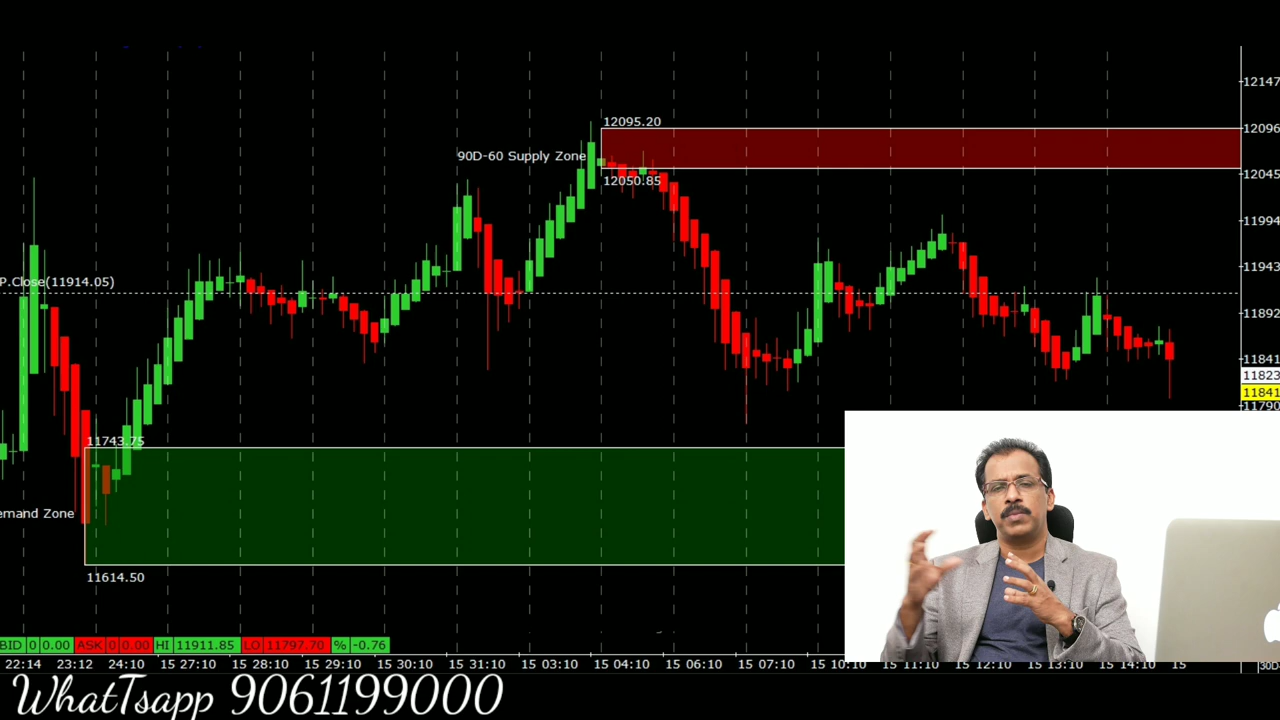 12147
12095.20
12096
90D-60 Supply Zone
12045
12050.85
11994
P.Close(11914.05)
11943
11892
11841
11823
11841
11790
11743.75
emand Zone
11614.50
BID 0 0.00 ASK 0 0.00 HI 11911.85 LO 11797.70 % -0.76
22:14 23:12 24:10 15 27:10 15 28:10 15 29:10 15 30:10 15 31:10 15 03:10 15 04:10 15 06:10 15 07:10 15 10:10 15 11:10 15 12:10 15 13:10 15 14:10 15 30D
WhatTsapp 9061199000